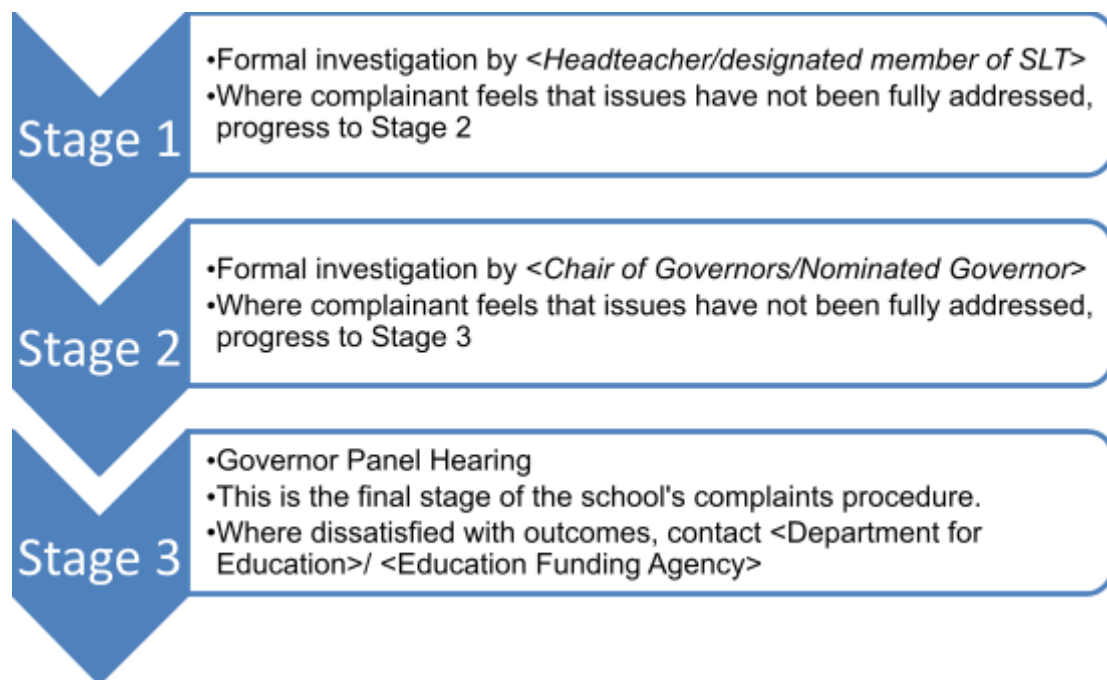 Stage 1
•Formal investigation by <Headteacher/designated member of SLT>
•Where complainant feels that issues have not been fully addressed,
progress to Stage 2
Stage 2
•Formal investigation by <Chair of Governors/Nominated Governor>
•Where complainant feels that issues have not been fully addressed,
progress to Stage 3
Stage 3
•Governor Panel Hearing
•This is the final stage of the school's complaints procedure.
•Where dissatisfied with outcomes, contact <Department for
Education>/ <Education Funding Agency>